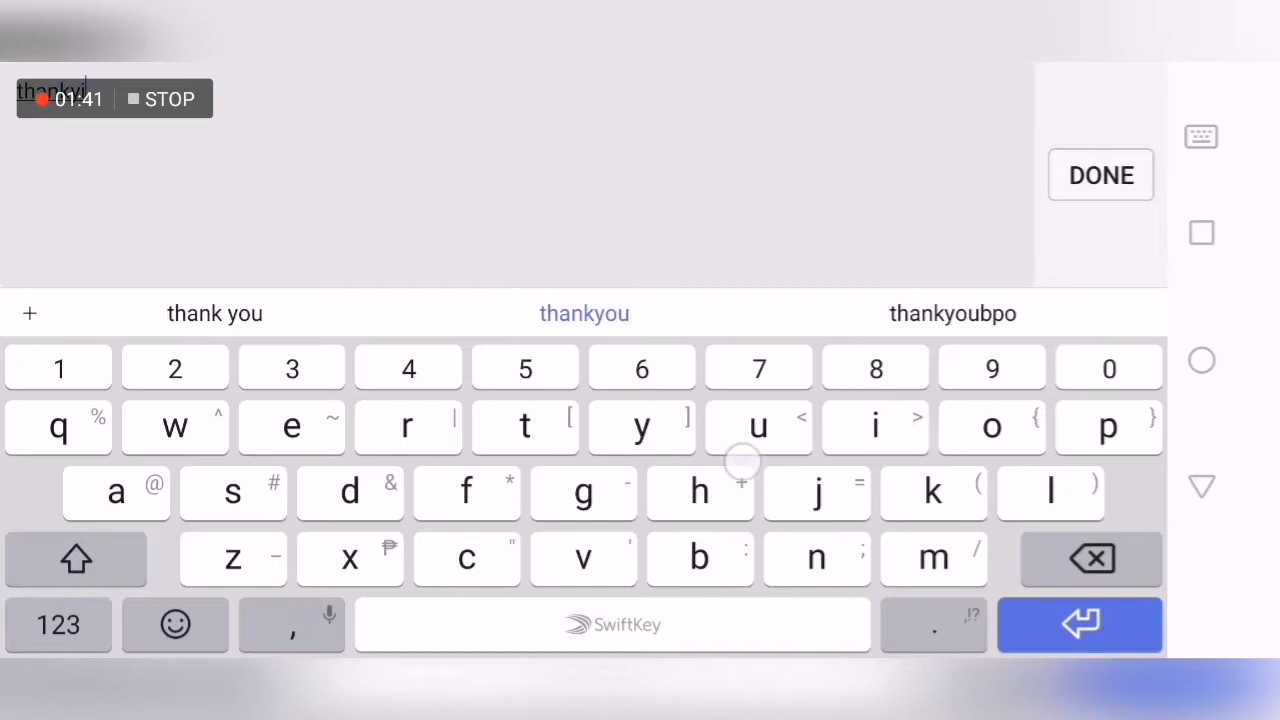 thankyi
01:41 STOP
DONE
+ thank you thankyou thankyoubpo
1 2 3 4 5 6 7 8 9 0
q % w ^ e ~ r | t [ y ] u < i > o { p }
a @ s # d & f * g - h + j = k ( l )
z _ x ₱ c " v ' b : n ; m /
123 , SwiftKey . !?